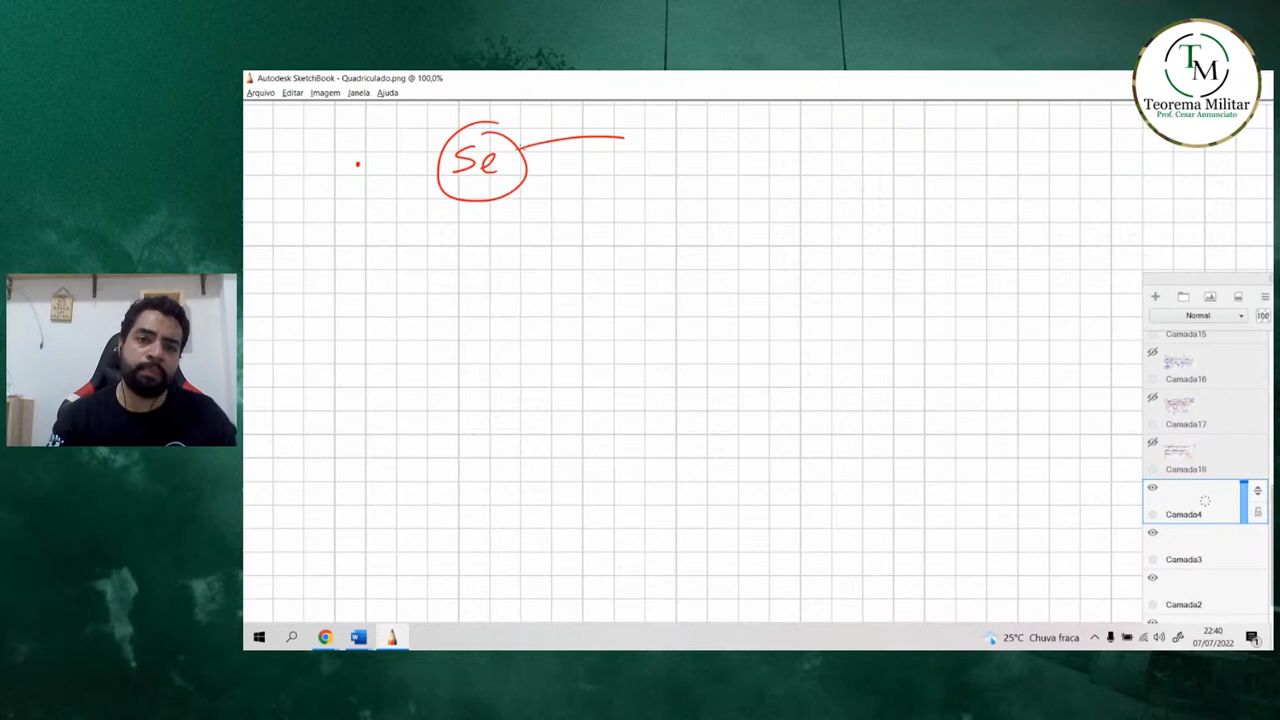 TM
Teorema Militar
Prof. Cesar Annunciato
Autodesk SketchBook - Quadriculado.png @ 100,0%
Arquivo Editar Imagem Janela Ajuda
Se
Normal
100
Camada15
Camada16
Camada17
Camada18
Camada4
Camada3
Camada2
25°C Chuva fraca
22:40
07/07/2022